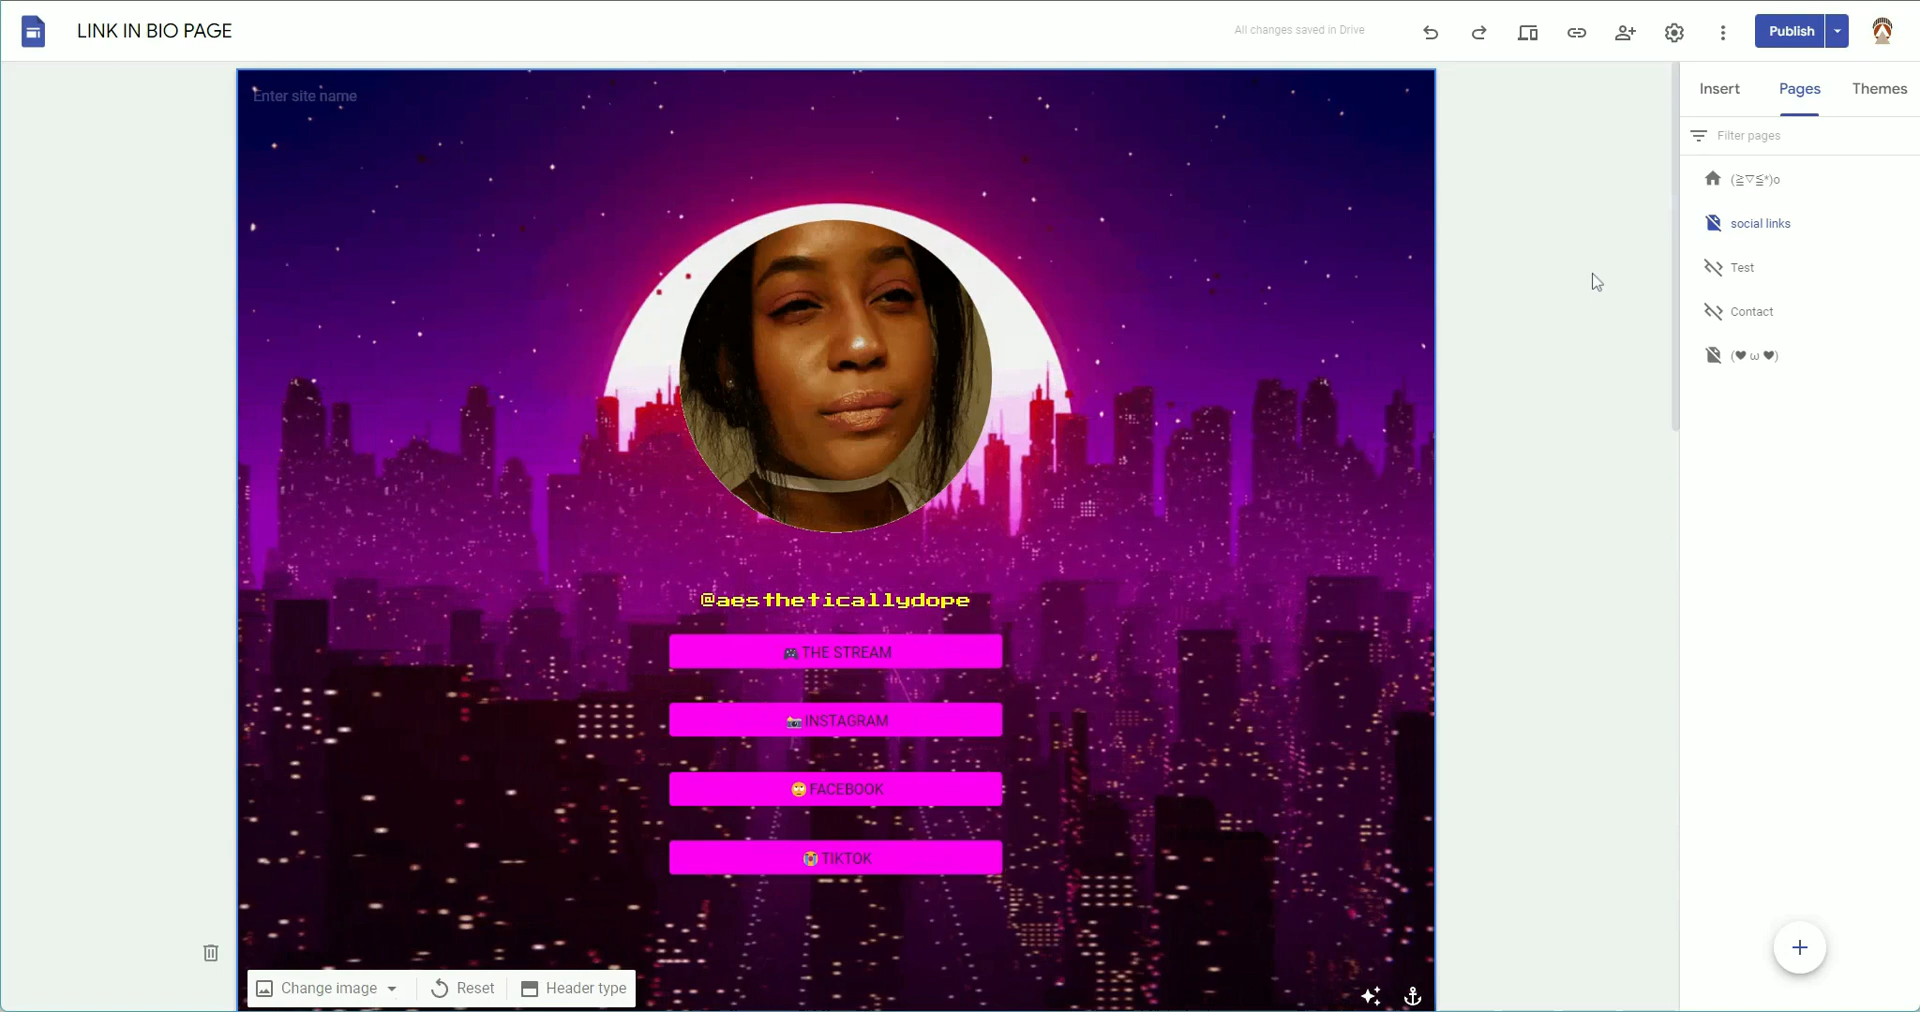 LINK IN BIO PAGE
All changes saved in Drive
Publish
Enter site name
Insert Pages Themes
Filter pages
(≧▽≦*)o
social links
Test
Contact
(♥ ω ♥)
@aestheticallydope
🎮THE STREAM
📸INSTAGRAM
🙄FACEBOOK
😭TIKTOK
Change image Reset Header type